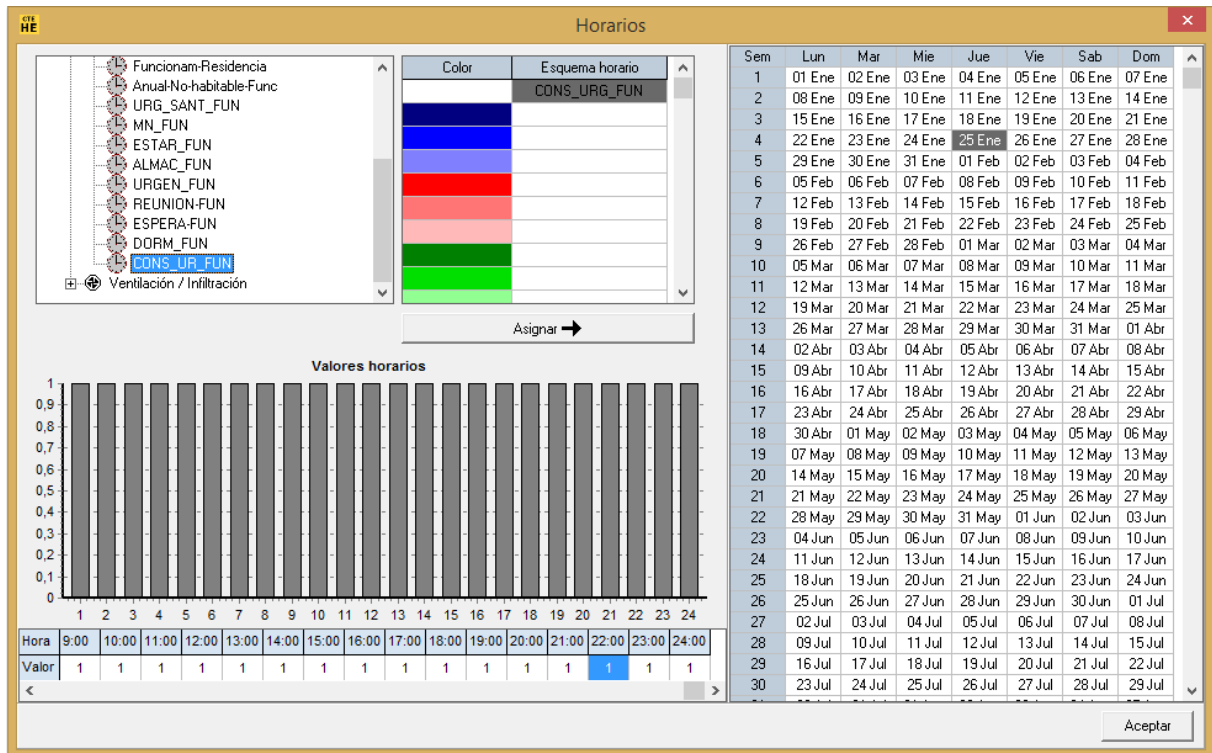 CTE
HE
Horarios
Funcionam-Residencia
Anual-No-habitable-Func
URG_SANT_FUN
MN_FUN
ESTAR_FUN
ALMAC_FUN
URGEN_FUN
REUNION-FUN
ESPERA-FUN
DORM_FUN
CONS_UR_FUN
Ventilación / Infiltración
Color Esquema horario
CONS_URG_FUN
Asignar
Valores horarios
1
0,9
0,8
0,7
0,6
0,5
0,4
0,3
0,2
0,1
0
1 2 3 4 5 6 7 8 9 10 11 12 13 14 15 16 17 18 19 20 21 22 23 24
Hora 9:00 10:00 11:00 12:00 13:00 14:00 15:00 16:00 17:00 18:00 19:00 20:00 21:00 22:00 23:00 24:00
Valor 1 1 1 1 1 1 1 1 1 1 1 1 1 1 1 1
Sem Lun Mar Mie Jue Vie Sab Dom
1 01 Ene 02 Ene 03 Ene 04 Ene 05 Ene 06 Ene 07 Ene
2 08 Ene 09 Ene 10 Ene 11 Ene 12 Ene 13 Ene 14 Ene
3 15 Ene 16 Ene 17 Ene 18 Ene 19 Ene 20 Ene 21 Ene
4 22 Ene 23 Ene 24 Ene 25 Ene 26 Ene 27 Ene 28 Ene
5 29 Ene 30 Ene 31 Ene 01 Feb 02 Feb 03 Feb 04 Feb
6 05 Feb 06 Feb 07 Feb 08 Feb 09 Feb 10 Feb 11 Feb
7 12 Feb 13 Feb 14 Feb 15 Feb 16 Feb 17 Feb 18 Feb
8 19 Feb 20 Feb 21 Feb 22 Feb 23 Feb 24 Feb 25 Feb
9 26 Feb 27 Feb 28 Feb 01 Mar 02 Mar 03 Mar 04 Mar
10 05 Mar 06 Mar 07 Mar 08 Mar 09 Mar 10 Mar 11 Mar
11 12 Mar 13 Mar 14 Mar 15 Mar 16 Mar 17 Mar 18 Mar
12 19 Mar 20 Mar 21 Mar 22 Mar 23 Mar 24 Mar 25 Mar
13 26 Mar 27 Mar 28 Mar 29 Mar 30 Mar 31 Mar 01 Abr
14 02 Abr 03 Abr 04 Abr 05 Abr 06 Abr 07 Abr 08 Abr
15 09 Abr 10 Abr 11 Abr 12 Abr 13 Abr 14 Abr 15 Abr
16 16 Abr 17 Abr 18 Abr 19 Abr 20 Abr 21 Abr 22 Abr
17 23 Abr 24 Abr 25 Abr 26 Abr 27 Abr 28 Abr 29 Abr
18 30 Abr 01 May 02 May 03 May 04 May 05 May 06 May
19 07 May 08 May 09 May 10 May 11 May 12 May 13 May
20 14 May 15 May 16 May 17 May 18 May 19 May 20 May
21 21 May 22 May 23 May 24 May 25 May 26 May 27 May
22 28 May 29 May 30 May 31 May 01 Jun 02 Jun 03 Jun
23 04 Jun 05 Jun 06 Jun 07 Jun 08 Jun 09 Jun 10 Jun
24 11 Jun 12 Jun 13 Jun 14 Jun 15 Jun 16 Jun 17 Jun
25 18 Jun 19 Jun 20 Jun 21 Jun 22 Jun 23 Jun 24 Jun
26 25 Jun 26 Jun 27 Jun 28 Jun 29 Jun 30 Jun 01 Jul
27 02 Jul 03 Jul 04 Jul 05 Jul 06 Jul 07 Jul 08 Jul
28 09 Jul 10 Jul 11 Jul 12 Jul 13 Jul 14 Jul 15 Jul
29 16 Jul 17 Jul 18 Jul 19 Jul 20 Jul 21 Jul 22 Jul
30 23 Jul 24 Jul 25 Jul 26 Jul 27 Jul 28 Jul 29 Jul
Aceptar